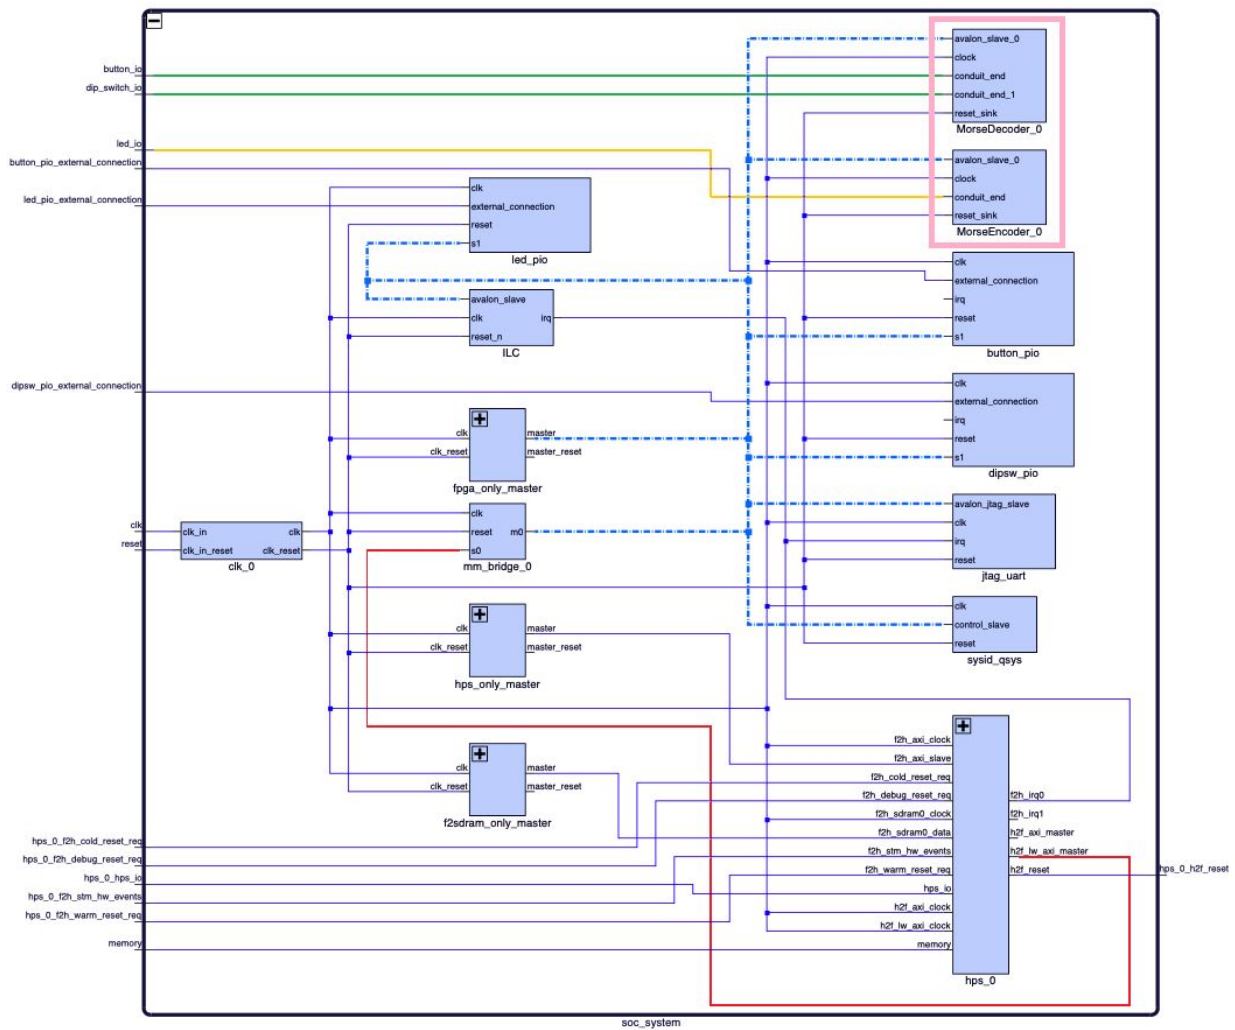 button_io
dip_switch_io
led_io
button_pio_external_connection
led_pio_external_connection
dipsw_pio_external_connection
clk
reset
hps_0_f2h_cold_reset_req
hps_0_f2h_debug_reset_req
hps_0_hps_io
hps_0_f2h_stm_hw_events
hps_0_f2h_warm_reset_req
memory
clk_in clk
clk_in_reset clk_reset
clk_0
clk
external_connection
reset
s1
led_pio
avalon_slave
clk irq
reset_n
ILC
clk master
clk_reset master_reset
fpga_only_master
clk
reset m0
s0
mm_bridge_0
clk master
clk_reset master_reset
hps_only_master
clk master
clk_reset master_reset
f2sdram_only_master
avalon_slave_0
clock
conduit_end
conduit_end_1
reset_sink
MorseDecoder_0
avalon_slave_0
clock
conduit_end
reset_sink
MorseEncoder_0
clk
external_connection
irq
reset
s1
button_pio
clk
external_connection
irq
reset
s1
dipsw_pio
avalon_jtag_slave
clk
irq
reset
jtag_uart
clk
control_slave
reset
sysid_qsys
f2h_axi_clock
f2h_axi_slave
f2h_cold_reset_req
f2h_debug_reset_req f2h_irq0
f2h_sdram0_clock f2h_irq1
f2h_sdram0_data h2f_axi_master
f2h_stm_hw_events h2f_lw_axi_master
f2h_warm_reset_req h2f_reset
hps_io
h2f_axi_clock
h2f_lw_axi_clock
memory
hps_0
hps_0_h2f_reset
soc_system